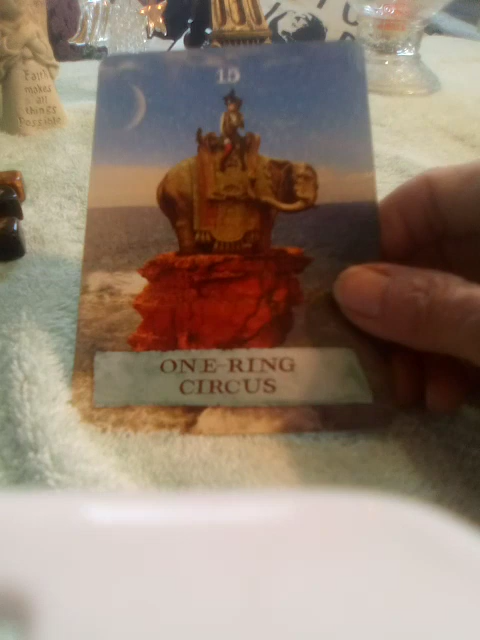 Faith
makes
all
things
Possible
15
ONE-RING
CIRCUS